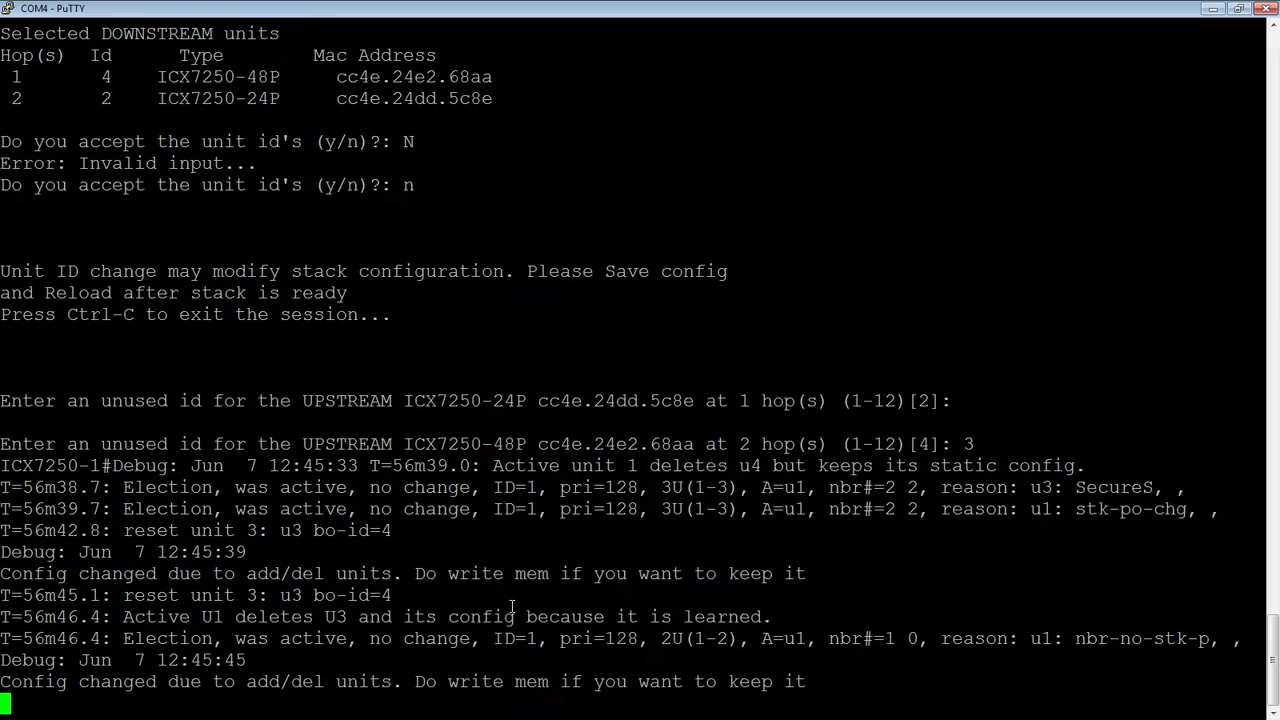 COM4 - PuTTY
Selected DOWNSTREAM units
Hop(s)  Id      Type        Mac Address
1       4    ICX7250-48P     cc4e.24e2.68aa
2       2    ICX7250-24P     cc4e.24dd.5c8e
Do you accept the unit id's (y/n)?: N
Error: Invalid input...
Do you accept the unit id's (y/n)?: n
Unit ID change may modify stack configuration. Please Save config
and Reload after stack is ready
Press Ctrl-C to exit the session...
Enter an unused id for the UPSTREAM ICX7250-24P cc4e.24dd.5c8e at 1 hop(s) (1-12)[2]:
Enter an unused id for the UPSTREAM ICX7250-48P cc4e.24e2.68aa at 2 hop(s) (1-12)[4]: 3
ICX7250-1#Debug: Jun  7 12:45:33 T=56m39.0: Active unit 1 deletes u4 but keeps its static config.
T=56m38.7: Election, was active, no change, ID=1, pri=128, 3U(1-3), A=u1, nbr#=2 2, reason: u3: SecureS, ,
T=56m39.7: Election, was active, no change, ID=1, pri=128, 3U(1-3), A=u1, nbr#=2 2, reason: u1: stk-po-chg, ,
T=56m42.8: reset unit 3: u3 bo-id=4
Debug: Jun  7 12:45:39
Config changed due to add/del units. Do write mem if you want to keep it
T=56m45.1: reset unit 3: u3 bo-id=4
T=56m46.4: Active U1 deletes U3 and its config because it is learned.
T=56m46.4: Election, was active, no change, ID=1, pri=128, 2U(1-2), A=u1, nbr#=1 0, reason: u1: nbr-no-stk-p, ,
Debug: Jun  7 12:45:45
Config changed due to add/del units. Do write mem if you want to keep it